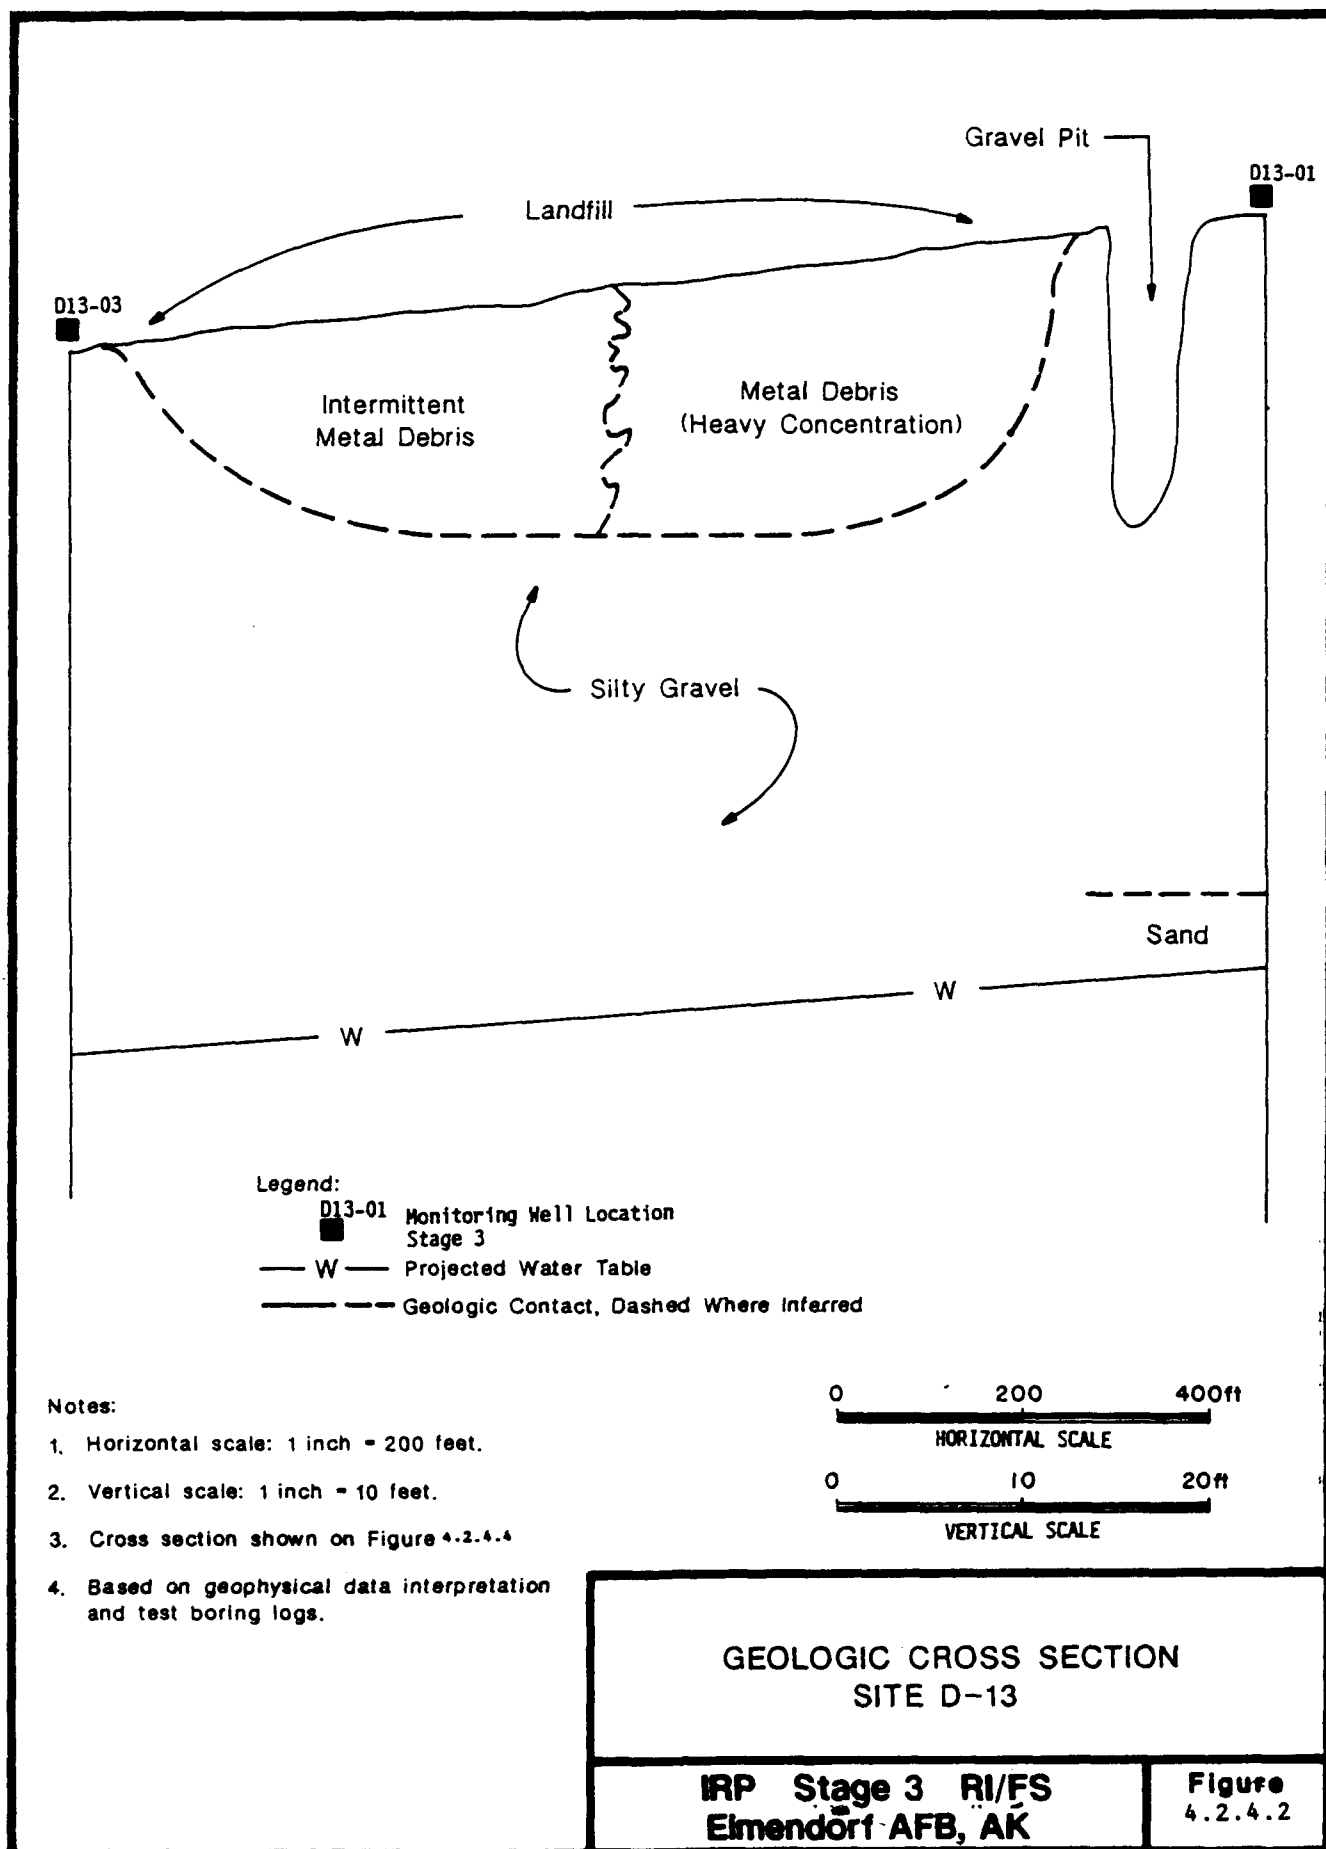 Gravel Pit
D13-01
Landfill
D13-03
Intermittent
Metal Debris
Metal Debris
(Heavy Concentration)
Silty Gravel
Sand
W
W
Legend:
D13-01 Monitoring Well Location
Stage 3
W Projected Water Table
Geologic Contact, Dashed Where Inferred
Notes:
1. Horizontal scale: 1 inch = 200 feet.
2. Vertical scale: 1 inch = 10 feet.
3. Cross section shown on Figure 4.2.4.4
4. Based on geophysical data interpretation
and test boring logs.
0 200 400ft
HORIZONTAL SCALE
0 10 20ft
VERTICAL SCALE
GEOLOGIC CROSS SECTION
SITE D-13
IRP Stage 3 RI/FS
Elmendorf AFB, AK
Figure
4.2.4.2